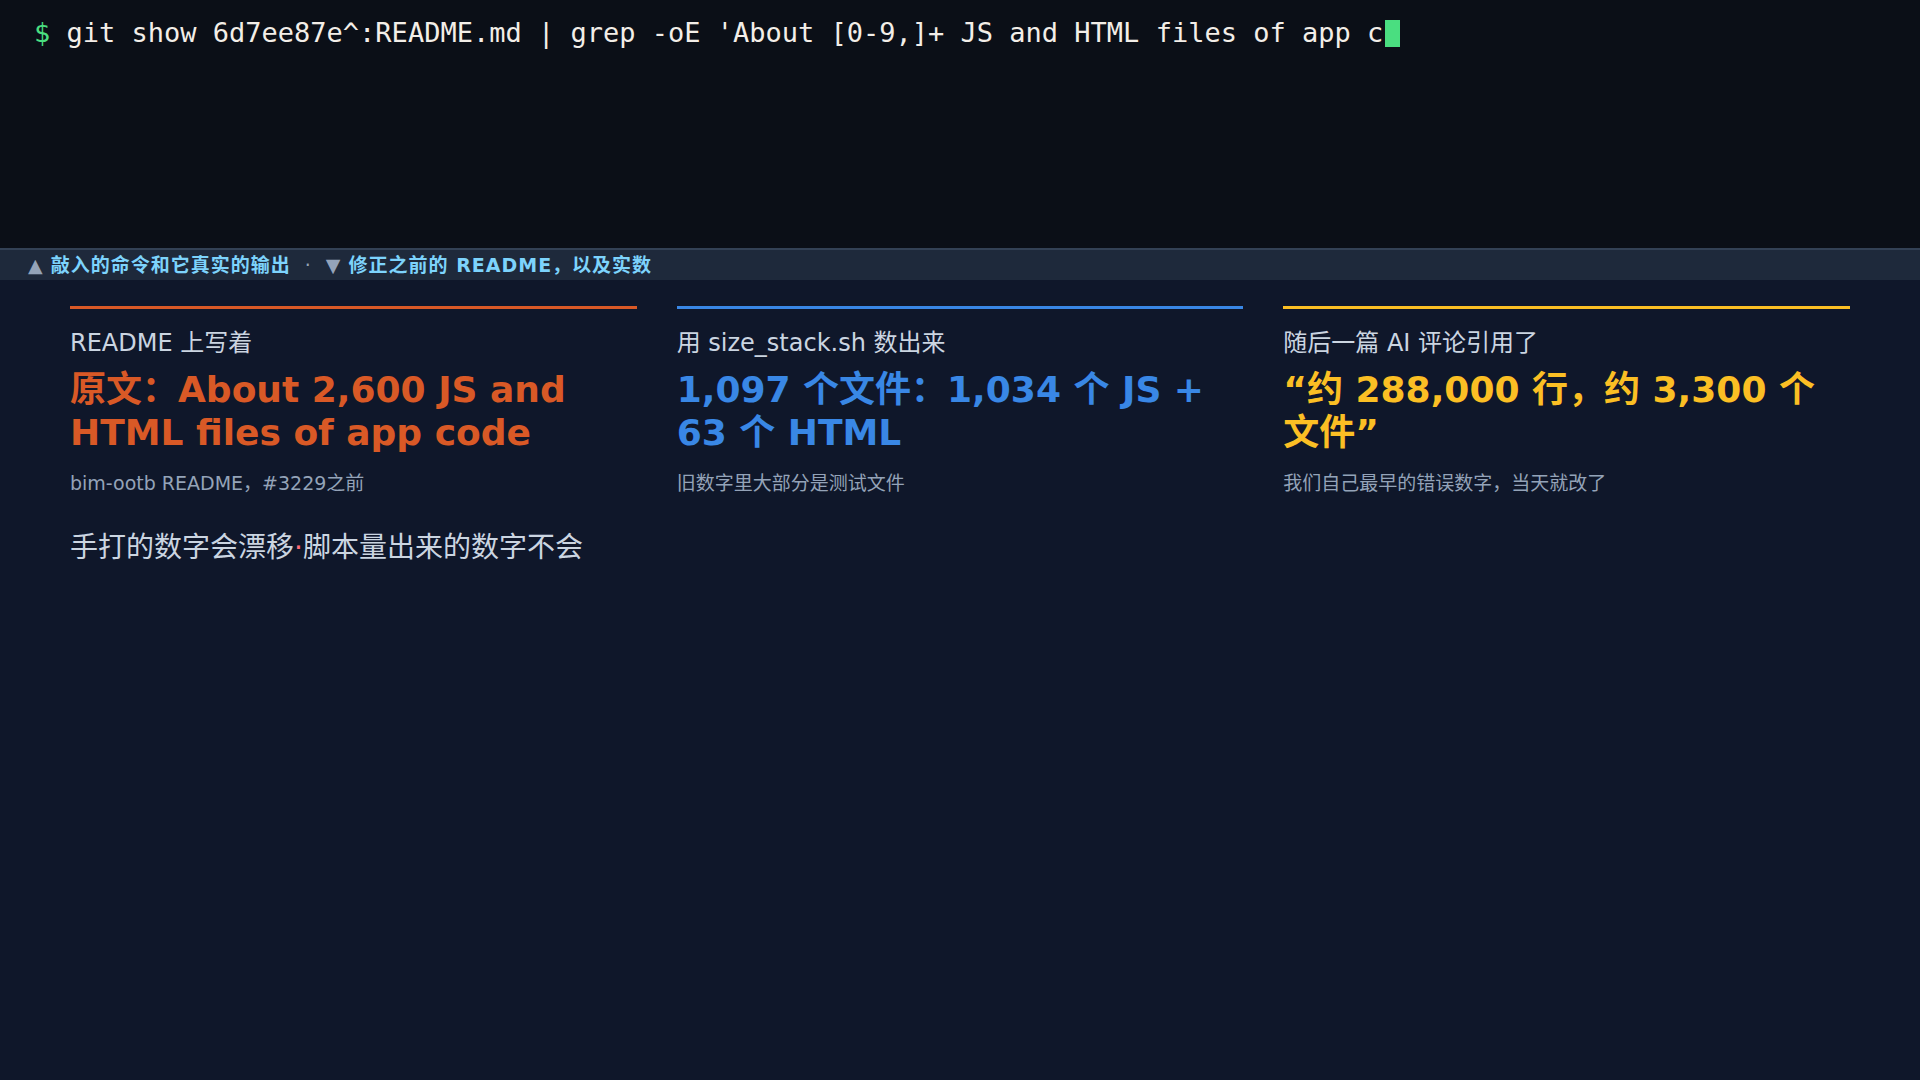 $ git show 6d7ee87e^:README.md | grep -oE 'About [0-9,]+ JS and HTML files of app c
▲ 敲入的命令和它真实的输出 · ▼ 修正之前的 README，以及实数
README 上写着
原文：About 2,600 JS and
HTML files of app code
bim-ootb README，#3229之前
用 size_stack.sh 数出来
1,097 个文件：1,034 个 JS +
63 个 HTML
旧数字里大部分是测试文件
随后一篇 AI 评论引用了
“约 288,000 行，约 3,300 个
文件”
我们自己最早的错误数字，当天就改了
手打的数字会漂移·脚本量出来的数字不会